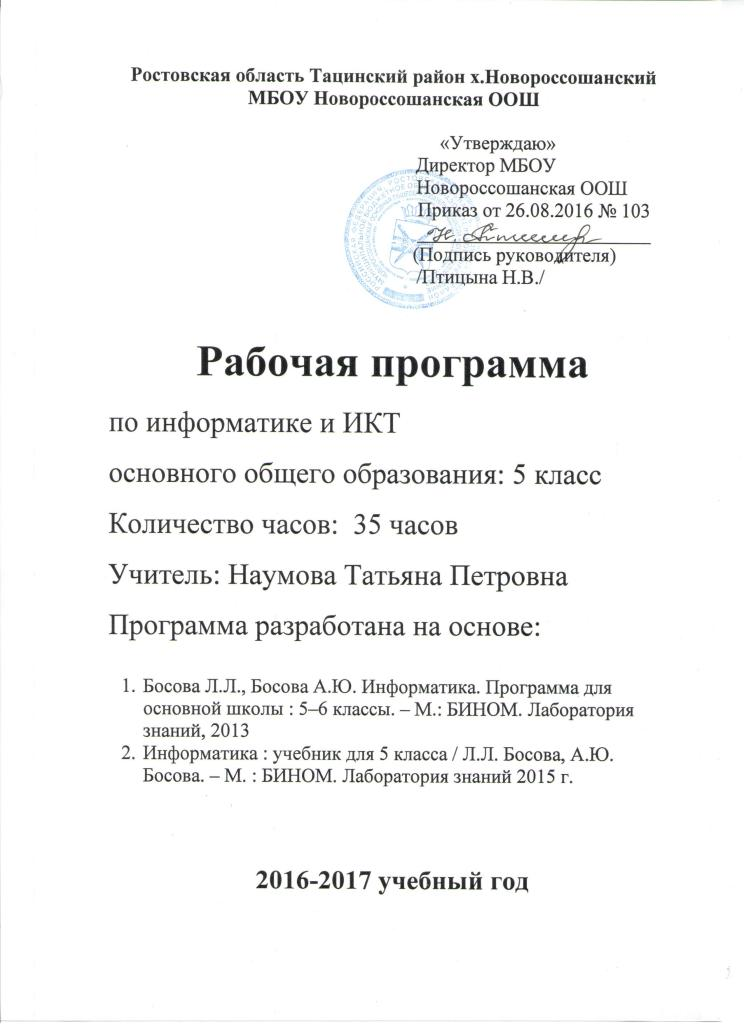 Ростовская область Тацинский район х.Новороссошанский
МБОУ Новороссошанская ООШ
«Утверждаю»
Директор МБОУ
Новороссошанская ООШ
Приказ от 26.08.2016 № 103
(Подпись руководителя)
/Птицына Н.В./
Рабочая программа
по информатике и ИКТ
основного общего образования: 5 класс
Количество часов: 35 часов
Учитель: Наумова Татьяна Петровна
Программа разработана на основе:
1. Босова Л.Л., Босова А.Ю. Информатика. Программа для
основной школы : 5–6 классы. – М.: БИНОМ. Лаборатория
знаний, 2013
2. Информатика : учебник для 5 класса / Л.Л. Босова, А.Ю.
Босова. – М. : БИНОМ. Лаборатория знаний 2015 г.
2016-2017 учебный год